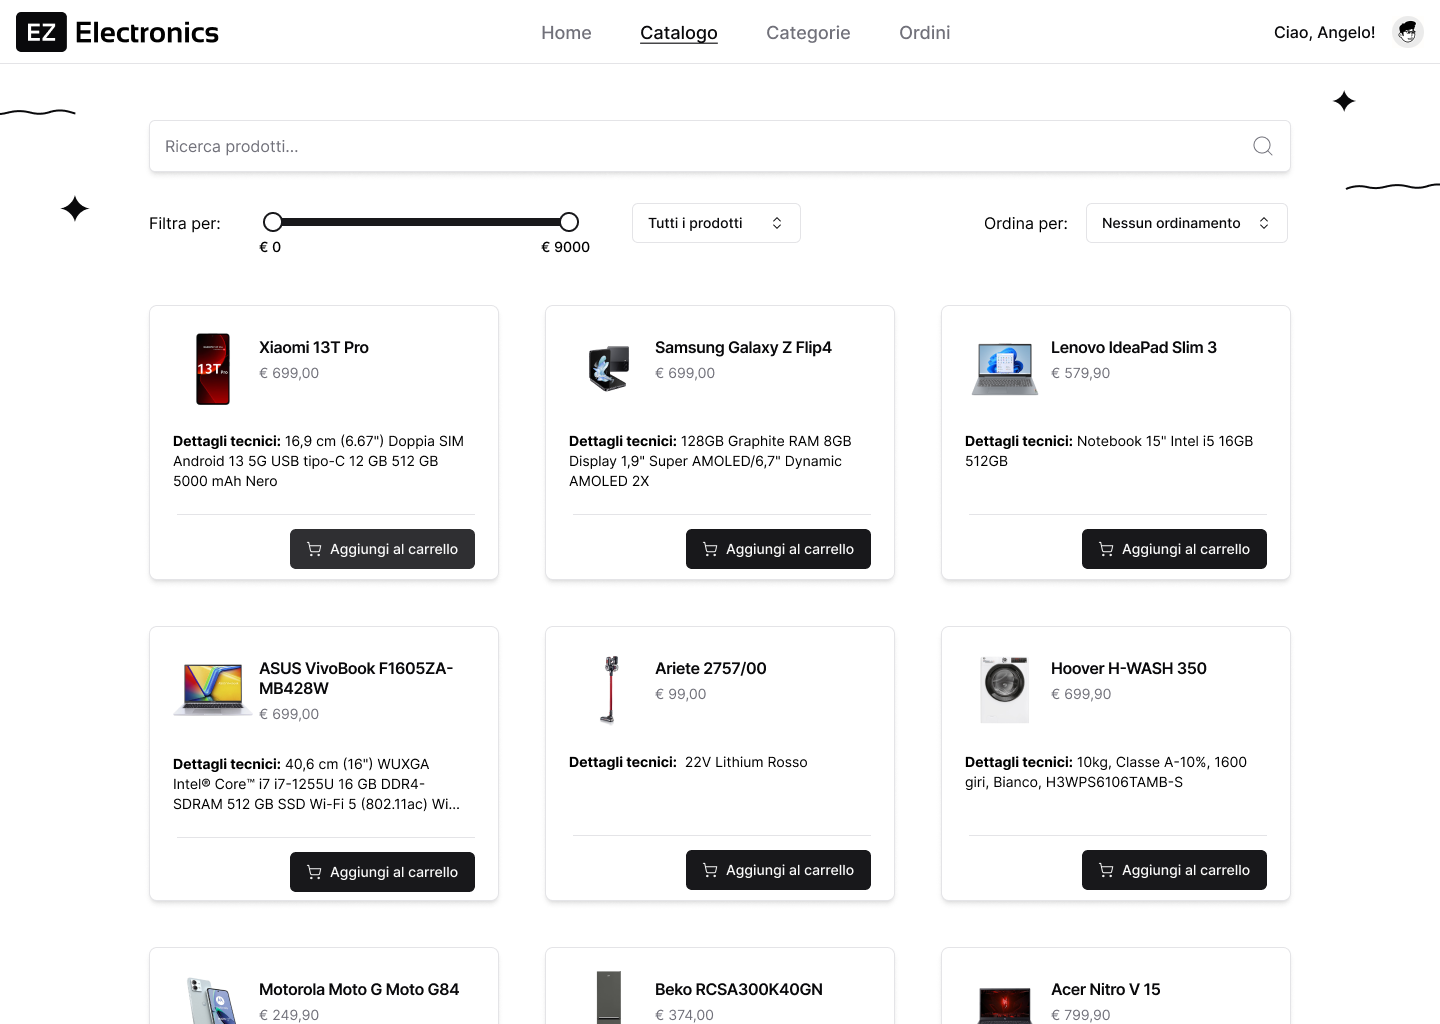 EZ Electronics
Home Catalogo Categorie Ordini
Ciao, Angelo!
Ricerca prodotti...
Filtra per:
€ 0
€ 9000
Tutti i prodotti
Ordina per:
Nessun ordinamento
13T Pro
Xiaomi 13T Pro
€ 699,00
Dettagli tecnici: 16,9 cm (6.67") Doppia SIM
Android 13 5G USB tipo-C 12 GB 512 GB
5000 mAh Nero
Aggiungi al carrello
Samsung Galaxy Z Flip4
€ 699,00
Dettagli tecnici: 128GB Graphite RAM 8GB
Display 1,9" Super AMOLED/6,7" Dynamic
AMOLED 2X
Aggiungi al carrello
Lenovo IdeaPad Slim 3
€ 579,90
Dettagli tecnici: Notebook 15" Intel i5 16GB
512GB
Aggiungi al carrello
ASUS VivoBook F1605ZA-
MB428W
€ 699,00
Dettagli tecnici: 40,6 cm (16") WUXGA
Intel® Core™ i7 i7-1255U 16 GB DDR4-
SDRAM 512 GB SSD Wi-Fi 5 (802.11ac) Wi...
Aggiungi al carrello
Ariete 2757/00
€ 99,00
Dettagli tecnici: 22V Lithium Rosso
Aggiungi al carrello
Hoover H-WASH 350
€ 699,90
Dettagli tecnici: 10kg, Classe A-10%, 1600
giri, Bianco, H3WPS6106TAMB-S
Aggiungi al carrello
Motorola Moto G Moto G84
€ 249,90
Beko RCSA300K40GN
€ 374,00
Acer Nitro V 15
€ 799,90